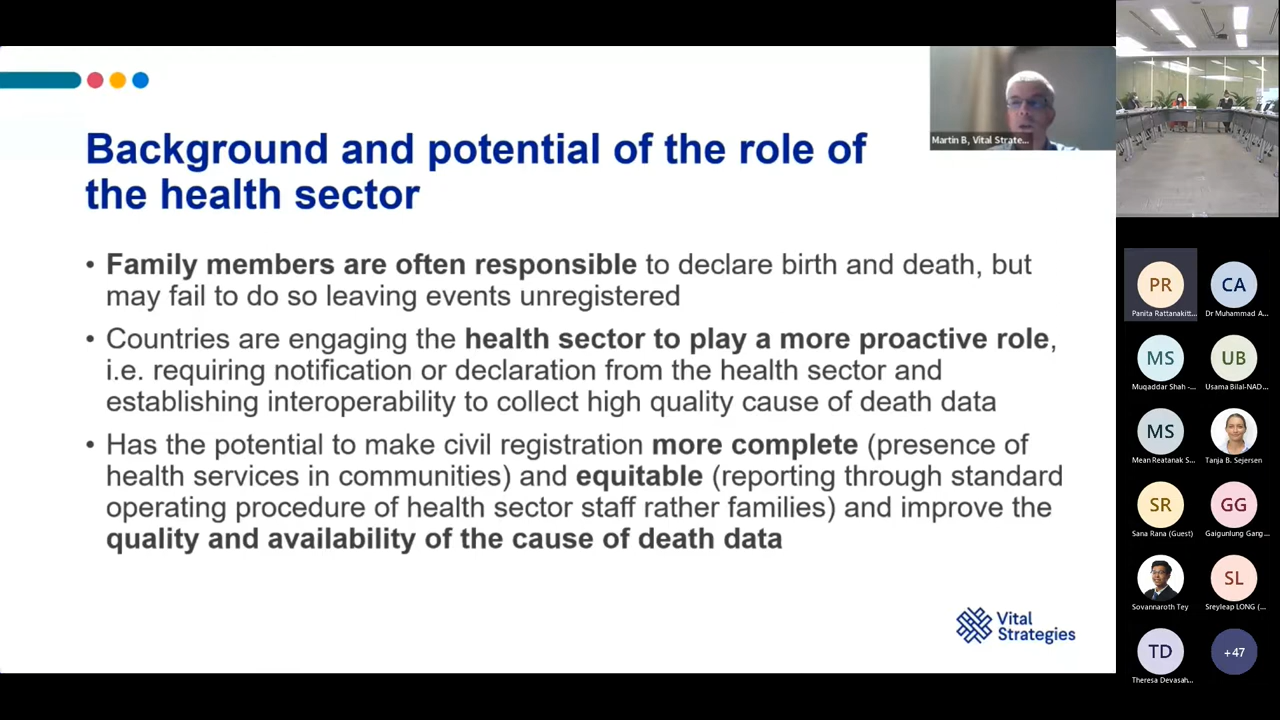 Background and potential of the role of
the health sector
• Family members are often responsible to declare birth and death, but
may fail to do so leaving events unregistered
• Countries are engaging the health sector to play a more proactive role,
i.e. requiring notification or declaration from the health sector and
establishing interoperability to collect high quality cause of death data
• Has the potential to make civil registration more complete (presence of
health services in communities) and equitable (reporting through standard
operating procedure of health sector staff rather families) and improve the
quality and availability of the cause of death data
Vital
Strategies
Martin B, Vital Strate...
PR
Panita Rattanakitt...
CA
Dr Muhammad A...
MS
Muqaddar Shah -...
UB
Usama Bilal-NAD...
MS
Mean Reatanak S...
Tanja B. Sejersen
SR
Sana Rana (Guest)
GG
Gaigunlung Gang...
Sovannaroth Tey
SL
Sreyleap LONG (...
TD
Theresa Devasah...
+47